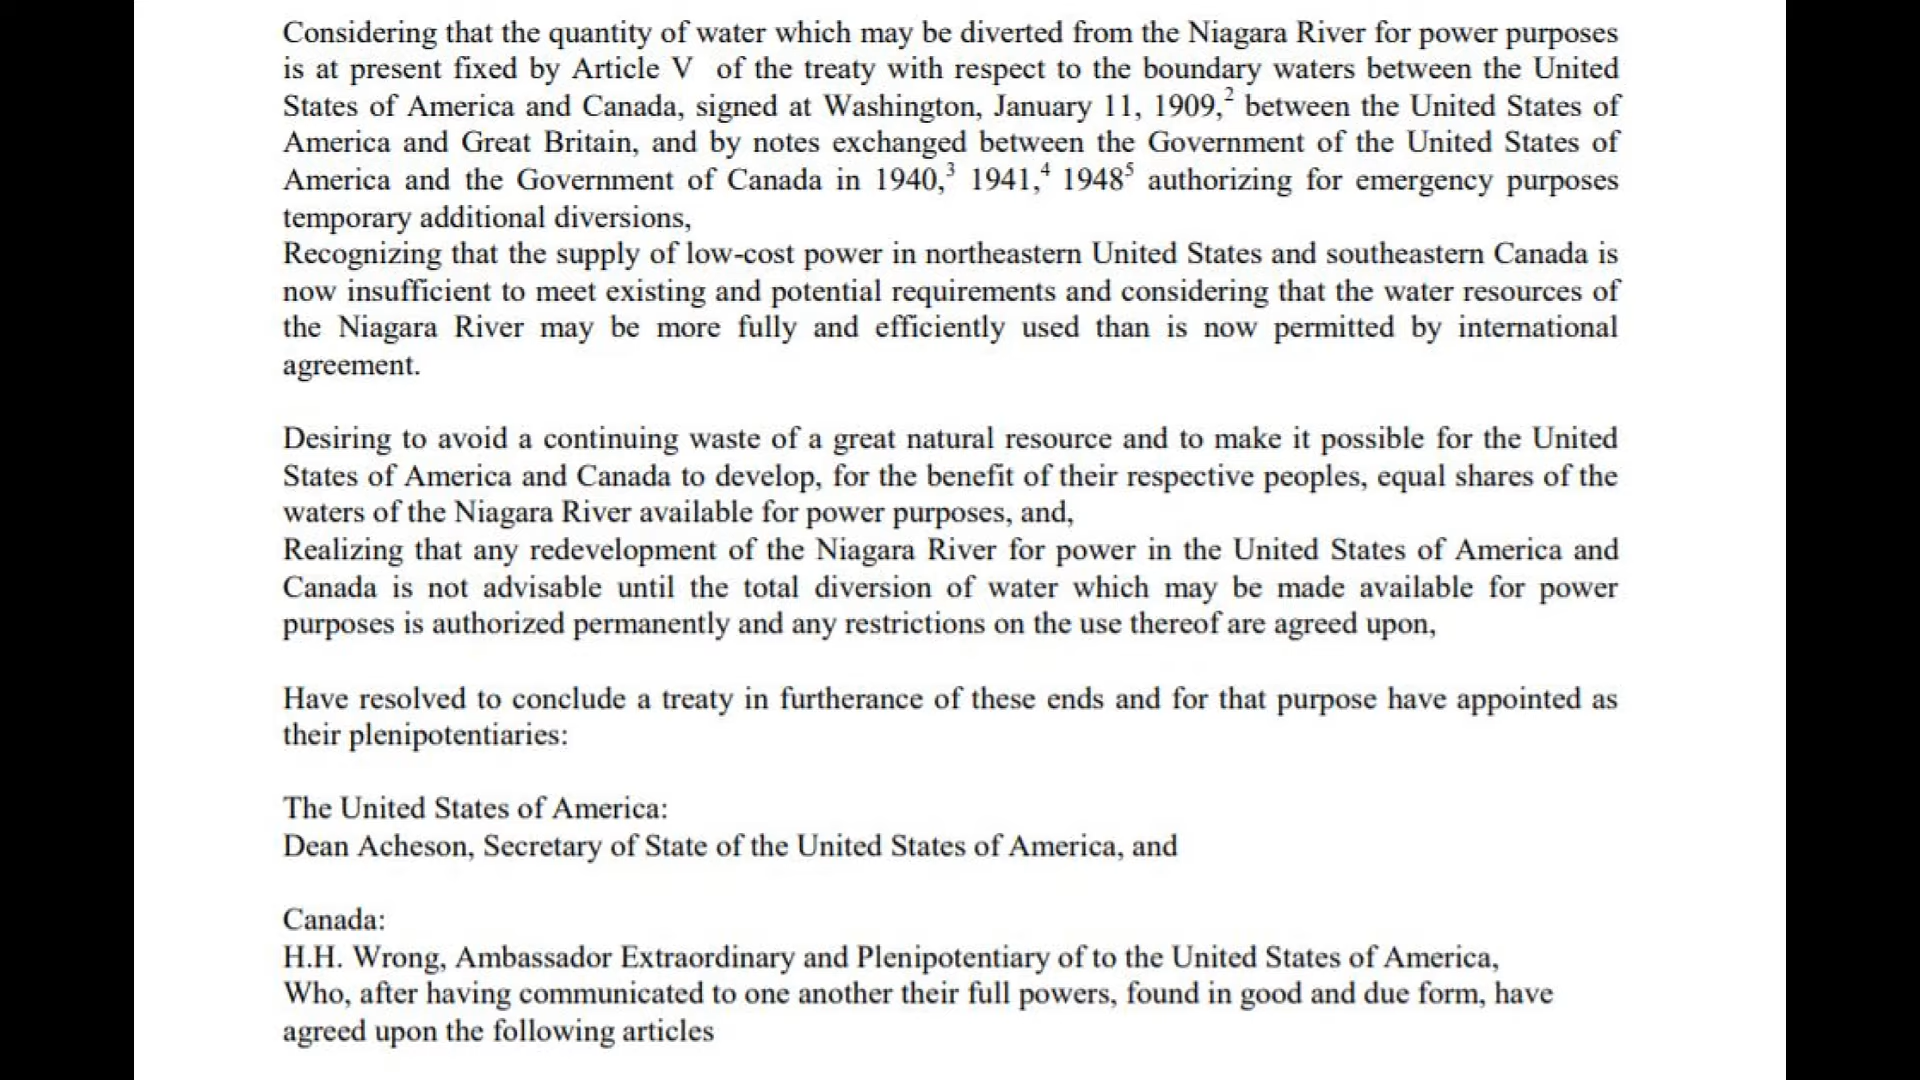 Considering that the quantity of water which may be diverted from the Niagara River for power purposes
is at present fixed by Article V of the treaty with respect to the boundary waters between the United
States of America and Canada, signed at Washington, January 11, 1909,² between the United States of
America and Great Britain, and by notes exchanged between the Government of the United States of
America and the Government of Canada in 1940,³ 1941,⁴ 1948⁵ authorizing for emergency purposes
temporary additional diversions,
Recognizing that the supply of low-cost power in northeastern United States and southeastern Canada is
now insufficient to meet existing and potential requirements and considering that the water resources of
the Niagara River may be more fully and efficiently used than is now permitted by international
agreement.
Desiring to avoid a continuing waste of a great natural resource and to make it possible for the United
States of America and Canada to develop, for the benefit of their respective peoples, equal shares of the
waters of the Niagara River available for power purposes, and,
Realizing that any redevelopment of the Niagara River for power in the United States of America and
Canada is not advisable until the total diversion of water which may be made available for power
purposes is authorized permanently and any restrictions on the use thereof are agreed upon,
Have resolved to conclude a treaty in furtherance of these ends and for that purpose have appointed as
their plenipotentiaries:
The United States of America:
Dean Acheson, Secretary of State of the United States of America, and
Canada:
H.H. Wrong, Ambassador Extraordinary and Plenipotentiary of to the United States of America,
Who, after having communicated to one another their full powers, found in good and due form, have
agreed upon the following articles